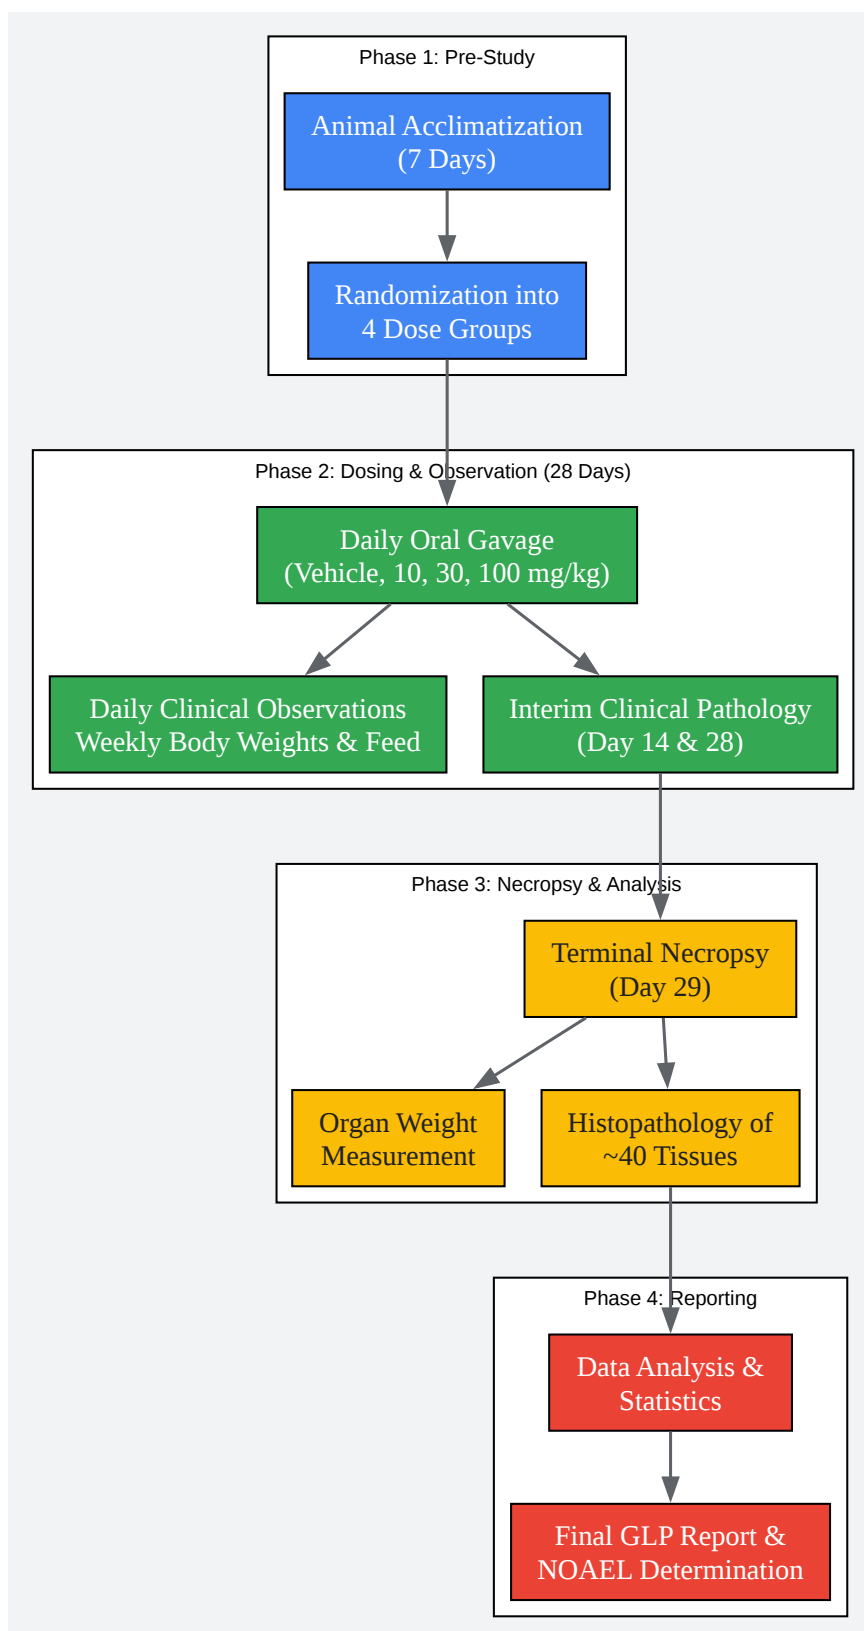 Phase 1: Pre-Study
Animal Acclimatization
(7 Days)
Randomization into
4 Dose Groups
Phase 2: Dosing & Observation (28 Days)
Daily Oral Gavage
(Vehicle, 10, 30, 100 mg/kg)
Daily Clinical Observations
Weekly Body Weights & Feed
Interim Clinical Pathology
(Day 14 & 28)
Phase 3: Necropsy & Analysis
Terminal Necropsy
(Day 29)
Organ Weight
Measurement
Histopathology of
~40 Tissues
Phase 4: Reporting
Data Analysis &
Statistics
Final GLP Report &
NOAEL Determination